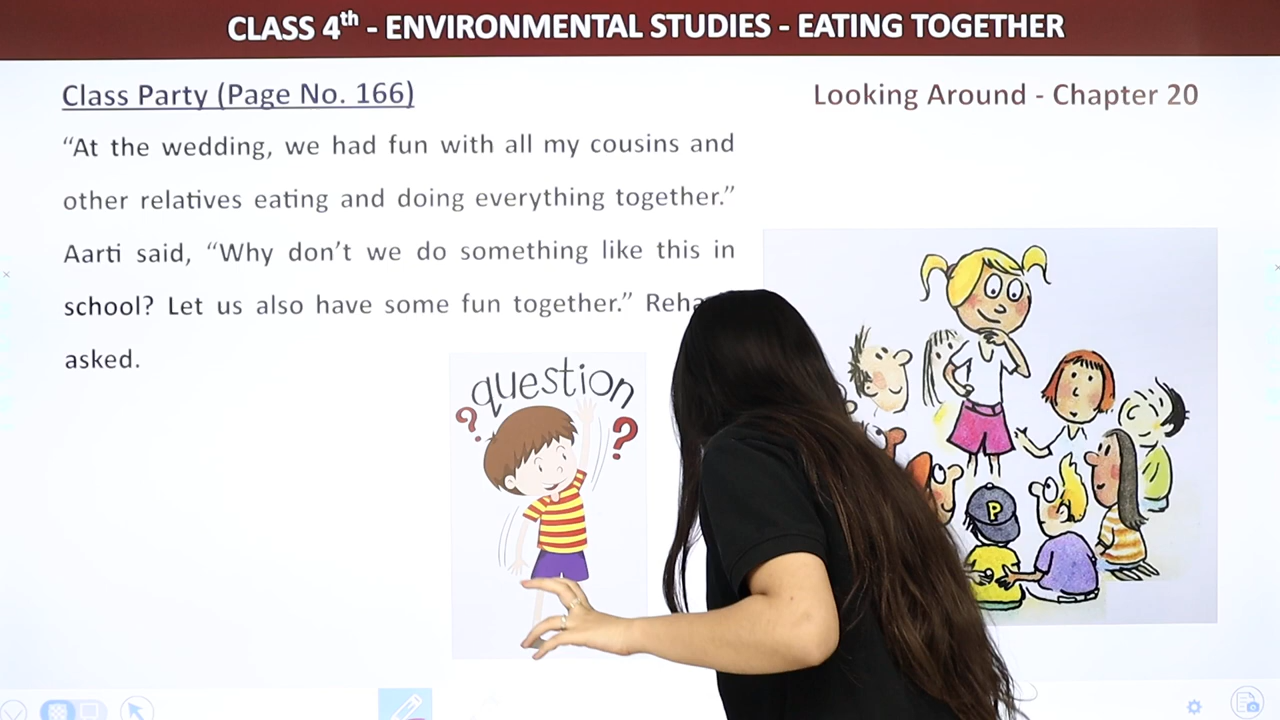 CLASS 4th - ENVIRONMENTAL STUDIES - EATING TOGETHER
Class Party (Page No. 166)
Looking Around - Chapter 20
“At the wedding, we had fun with all my cousins and
other relatives eating and doing everything together.”
Aarti said, “Why don’t we do something like this in
school? Let us also have some fun together.”
asked.
question
? ?
P